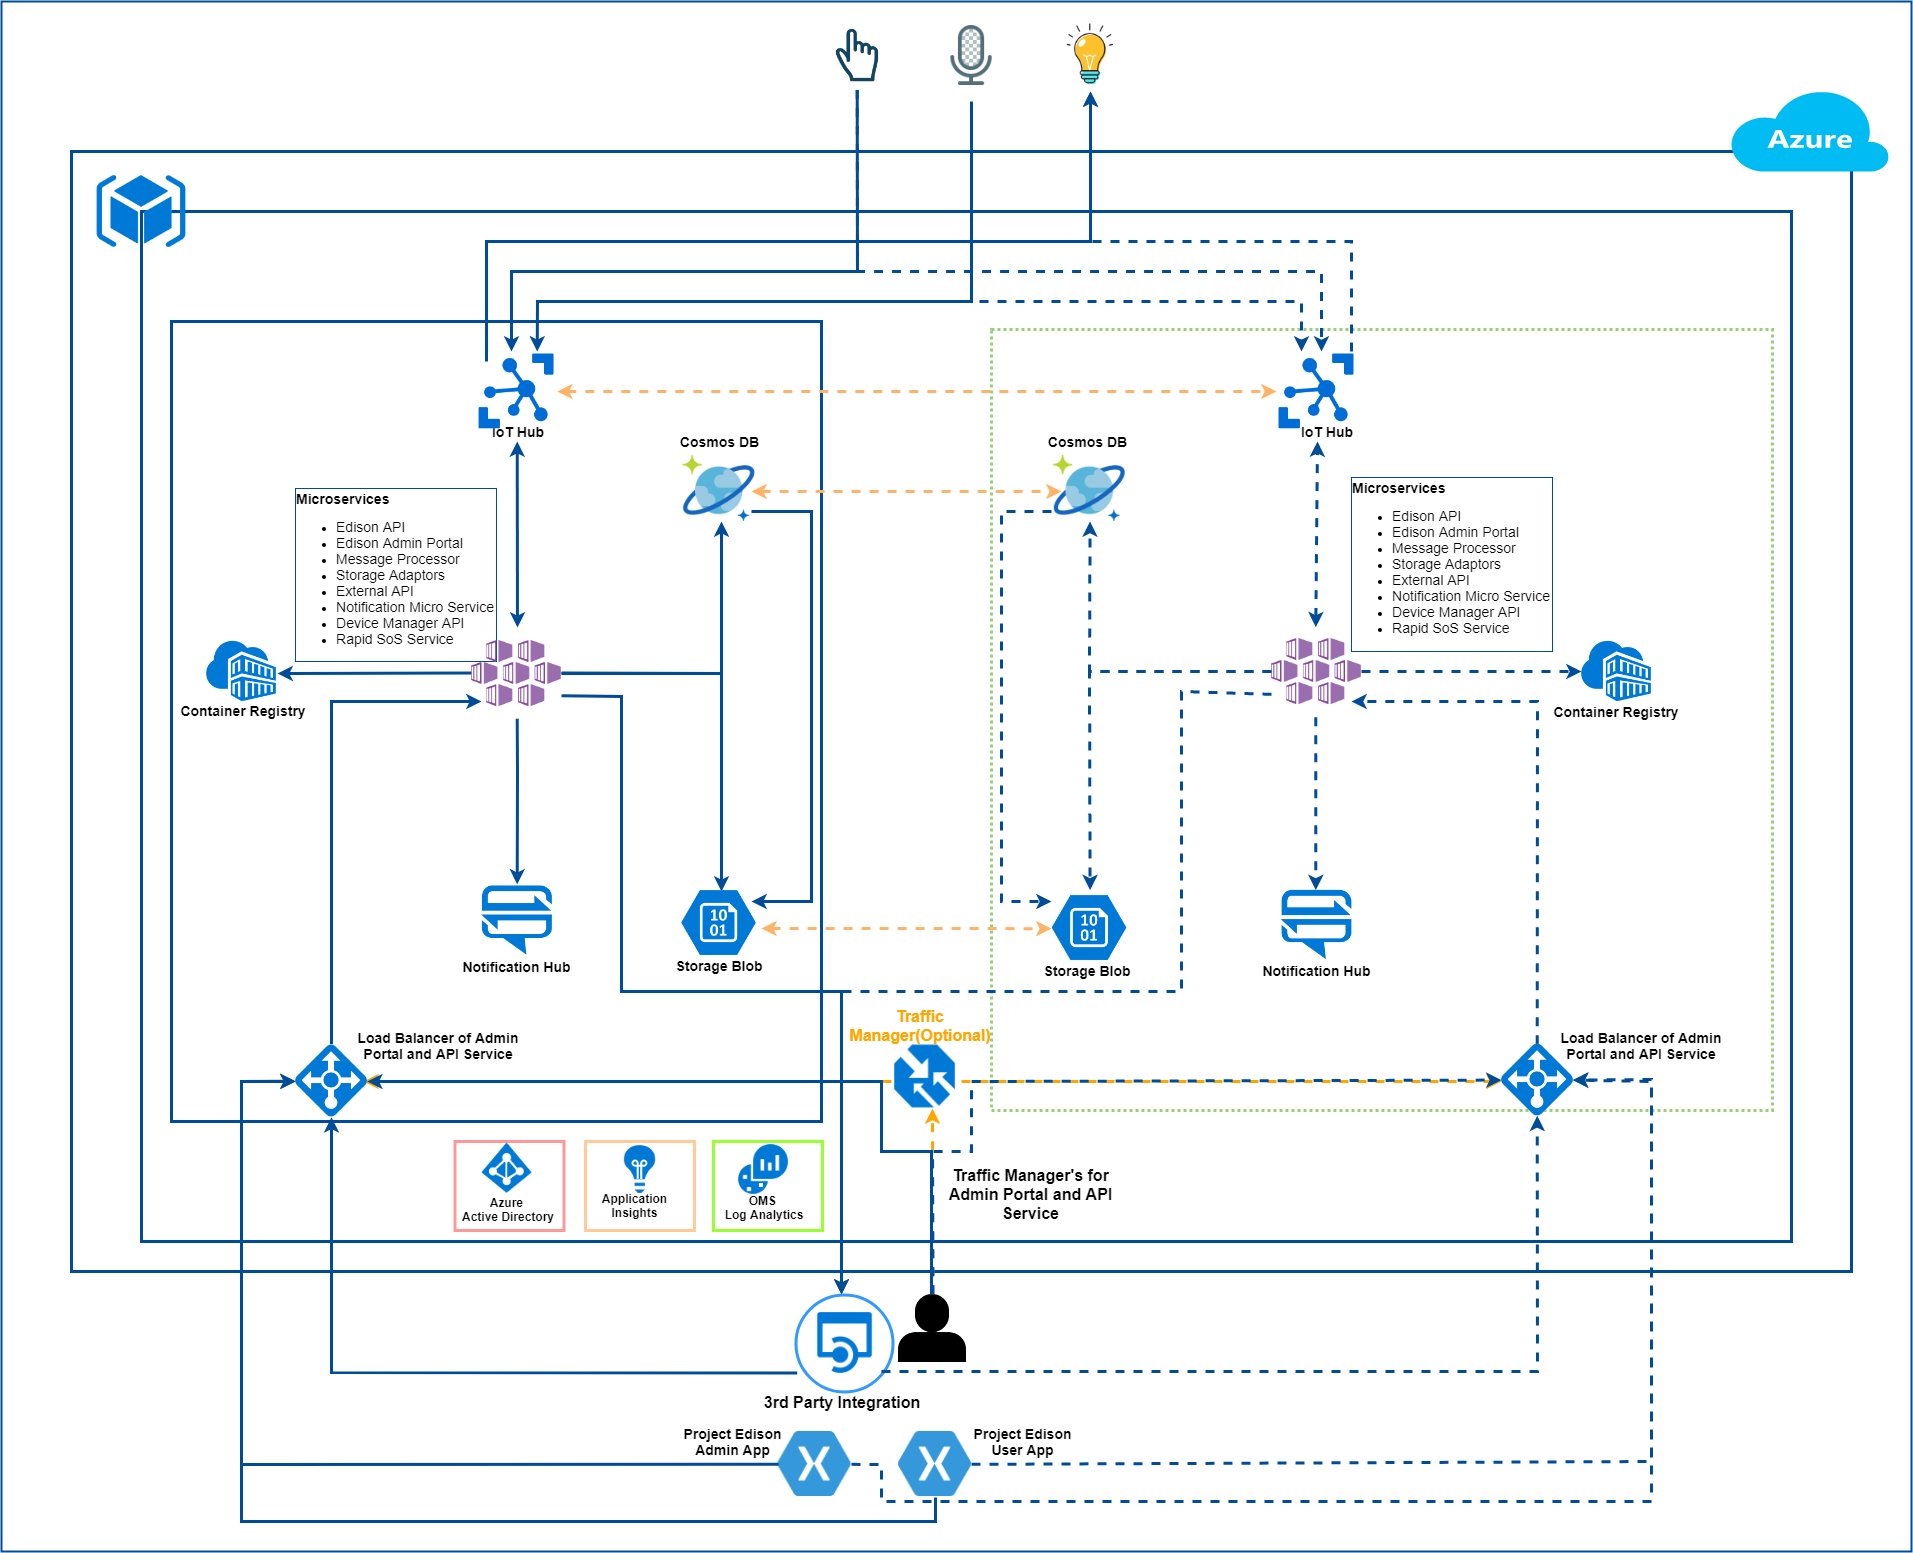 Azure
IoT Hub
IoT Hub
Cosmos DB
Cosmos DB
Microservices
Edison API
Edison Admin Portal
Message Processor
Storage Adaptors
External API
Notification Micro Service
Device Manager API
Rapid SoS Service
Microservices
Edison API
Edison Admin Portal
Message Processor
Storage Adaptors
External API
Notification Micro Service
Device Manager API
Rapid SoS Service
Container Registry
Container Registry
10
01
10
01
Notification Hub
Storage Blob
Storage Blob
Notification Hub
Traffic
Manager(Optional)
Load Balancer of Admin
Portal and API Service
Load Balancer of Admin
Portal and API Service
Azure
Active Directory
Application
Insights
OMS
Log Analytics
Traffic Manager's for
Admin Portal and API
Service
3rd Party Integration
Project Edison
Admin App
Project Edison
User App